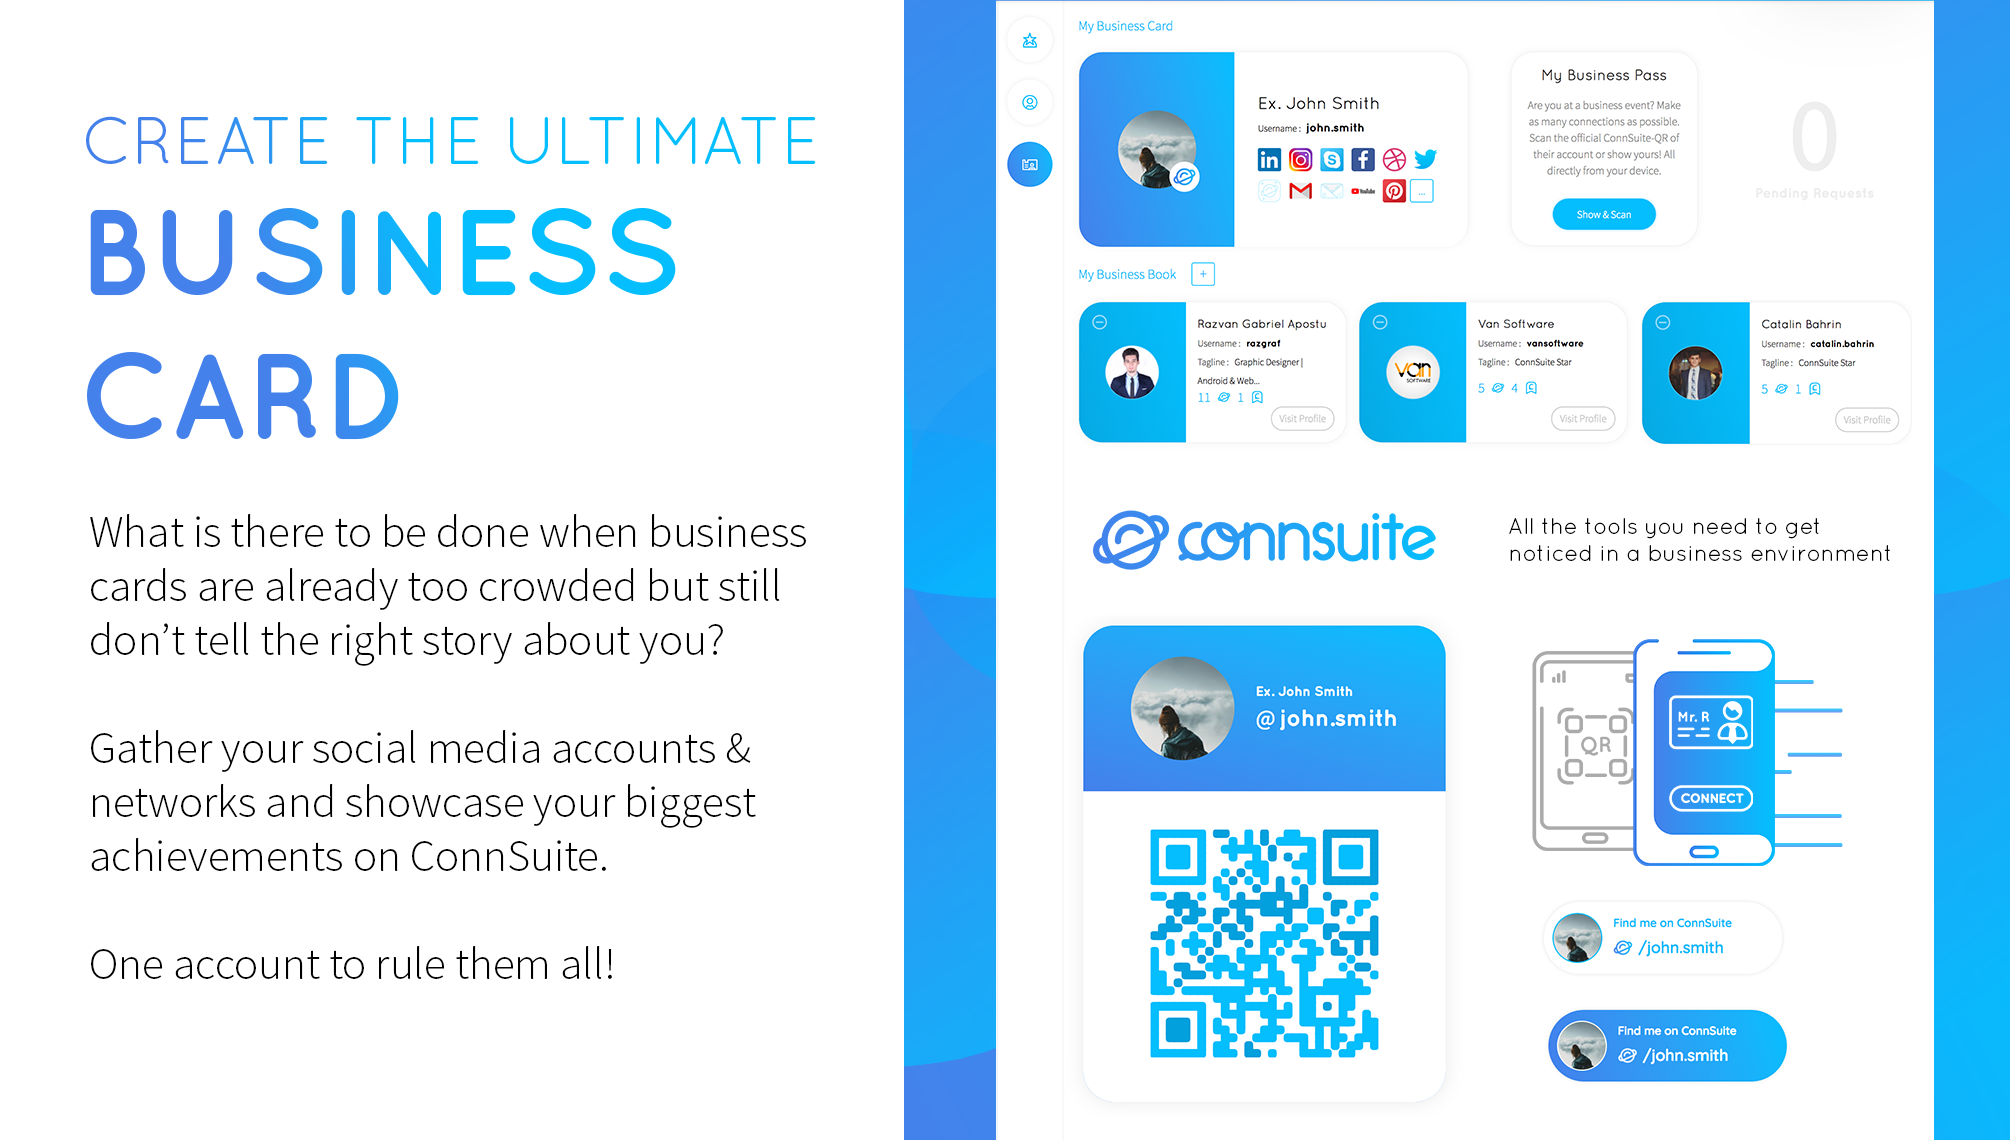 CREATE THE ULTIMATE
BUSINESS
CARD
What is there to be done when business
cards are already too crowded but still
don't tell the right story about you?
Gather your social media accounts &
networks and showcase your biggest
achievements on ConnSuite.
One account to rule them all!
My Business Card
Ex. John Smith
Username : john.smith
in
YouTube
...
My Business Pass
Are you at a business event? Make
as many connections as possible.
Scan the official ConnSuite-QR of
their account or show yours! All
directly from your device.
Show & Scan
0
Pending Requests
My Business Book +
Razvan Gabriel Apostu
Username : razgraf
Tagline : Graphic Designer |
Android & Web...
11 1
Visit Profile
Van Software
Username : vansoftware
Tagline : ConnSuite Star
5 4
Visit Profile
van
SOFTWARE
Catalin Bahrin
Username : catalin.bahrin
Tagline : ConnSuite Star
5 1
Visit Profile
connsuite
All the tools you need to get
noticed in a business environment
Ex. John Smith
@john.smith
QR
Mr. R
CONNECT
Find me on ConnSuite
/john.smith
Find me on ConnSuite
/john.smith